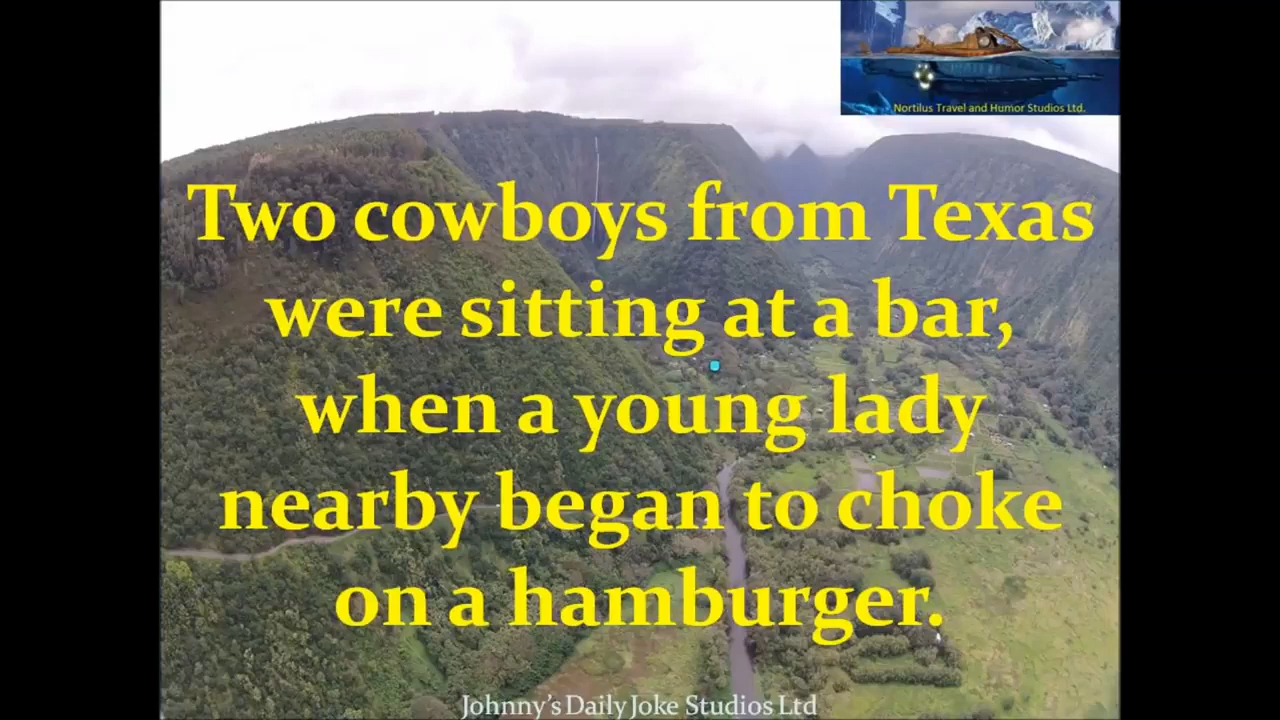 Nortilus Travel and Humor Studios Ltd.
Two cowboys from Texas
were sitting at a bar,
when a young lady
nearby began to choke
on a hamburger.
Johnny's Daily Joke Studios Ltd